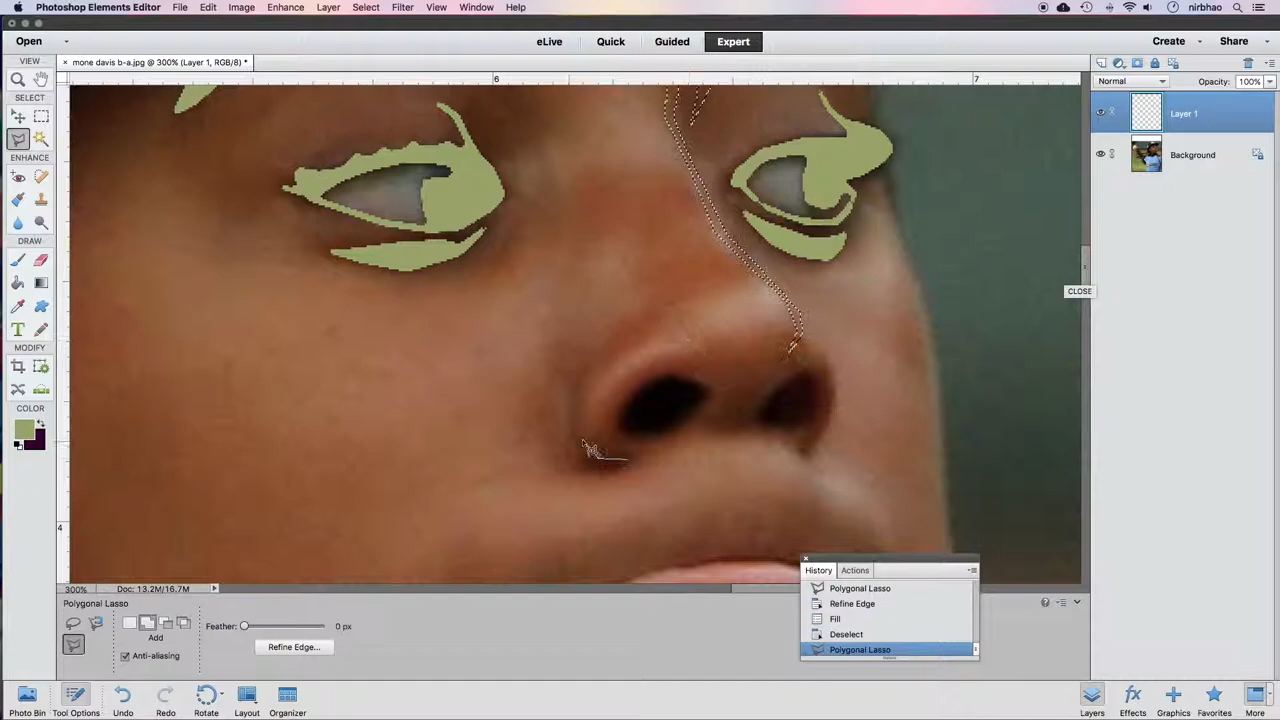 Photoshop Elements Editor File Edit Image Enhance Layer Select Filter View Window Help nirbhao
Open eLive Quick Guided Expert Create Share
VIEW
mone davis b-a.jpg @ 300% (Layer 1, RGB/8) *
6 7
Normal Opacity: 100%
SELECT
Layer 1
ENHANCE
Background
DRAW
CLOSE
T
MODIFY
COLOR
4
300% Doc: 13.2M/16.7M
History Actions
Polygonal Lasso
Refine Edge
Fill
Deselect
Polygonal Lasso
Polygonal Lasso
Feather: 0 px
Add
Refine Edge...
Anti-aliasing
Photo Bin Tool Options Undo Redo Rotate Layout Organizer Layers Effects Graphics Favorites More